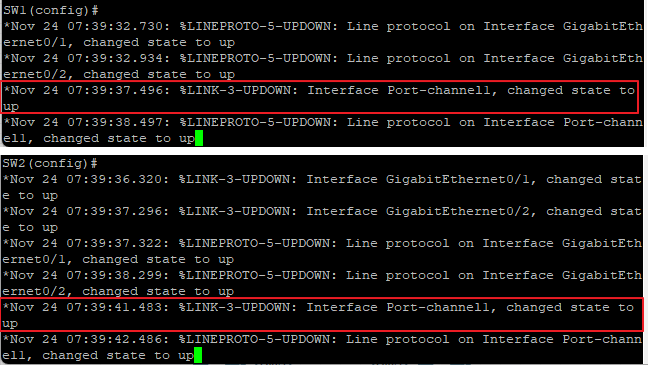 SW1(config)#
*Nov 24 07:39:32.730: %LINEPROTO-5-UPDOWN: Line protocol on Interface GigabitEth
ernet0/1, changed state to up
*Nov 24 07:39:32.934: %LINEPROTO-5-UPDOWN: Line protocol on Interface GigabitEth
ernet0/2, changed state to up
*Nov 24 07:39:37.496: %LINK-3-UPDOWN: Interface Port-channel1, changed state to
up
*Nov 24 07:39:38.497: %LINEPROTO-5-UPDOWN: Line protocol on Interface Port-chann
el1, changed state to up
SW2(config)#
*Nov 24 07:39:36.320: %LINK-3-UPDOWN: Interface GigabitEthernet0/1, changed stat
e to up
*Nov 24 07:39:37.296: %LINK-3-UPDOWN: Interface GigabitEthernet0/2, changed stat
e to up
*Nov 24 07:39:37.322: %LINEPROTO-5-UPDOWN: Line protocol on Interface GigabitEth
ernet0/1, changed state to up
*Nov 24 07:39:38.299: %LINEPROTO-5-UPDOWN: Line protocol on Interface GigabitEth
ernet0/2, changed state to up
*Nov 24 07:39:41.483: %LINK-3-UPDOWN: Interface Port-channel1, changed state to
up
*Nov 24 07:39:42.486: %LINEPROTO-5-UPDOWN: Line protocol on Interface Port-chann
el1, changed state to up